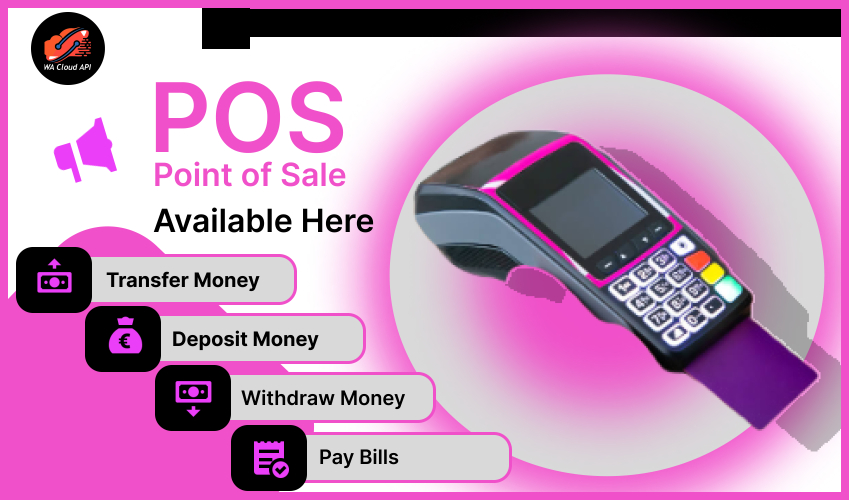 WA Cloud API
POS
Point of Sale
Available Here
Transfer Money
Deposit Money
Withdraw Money
Pay Bills